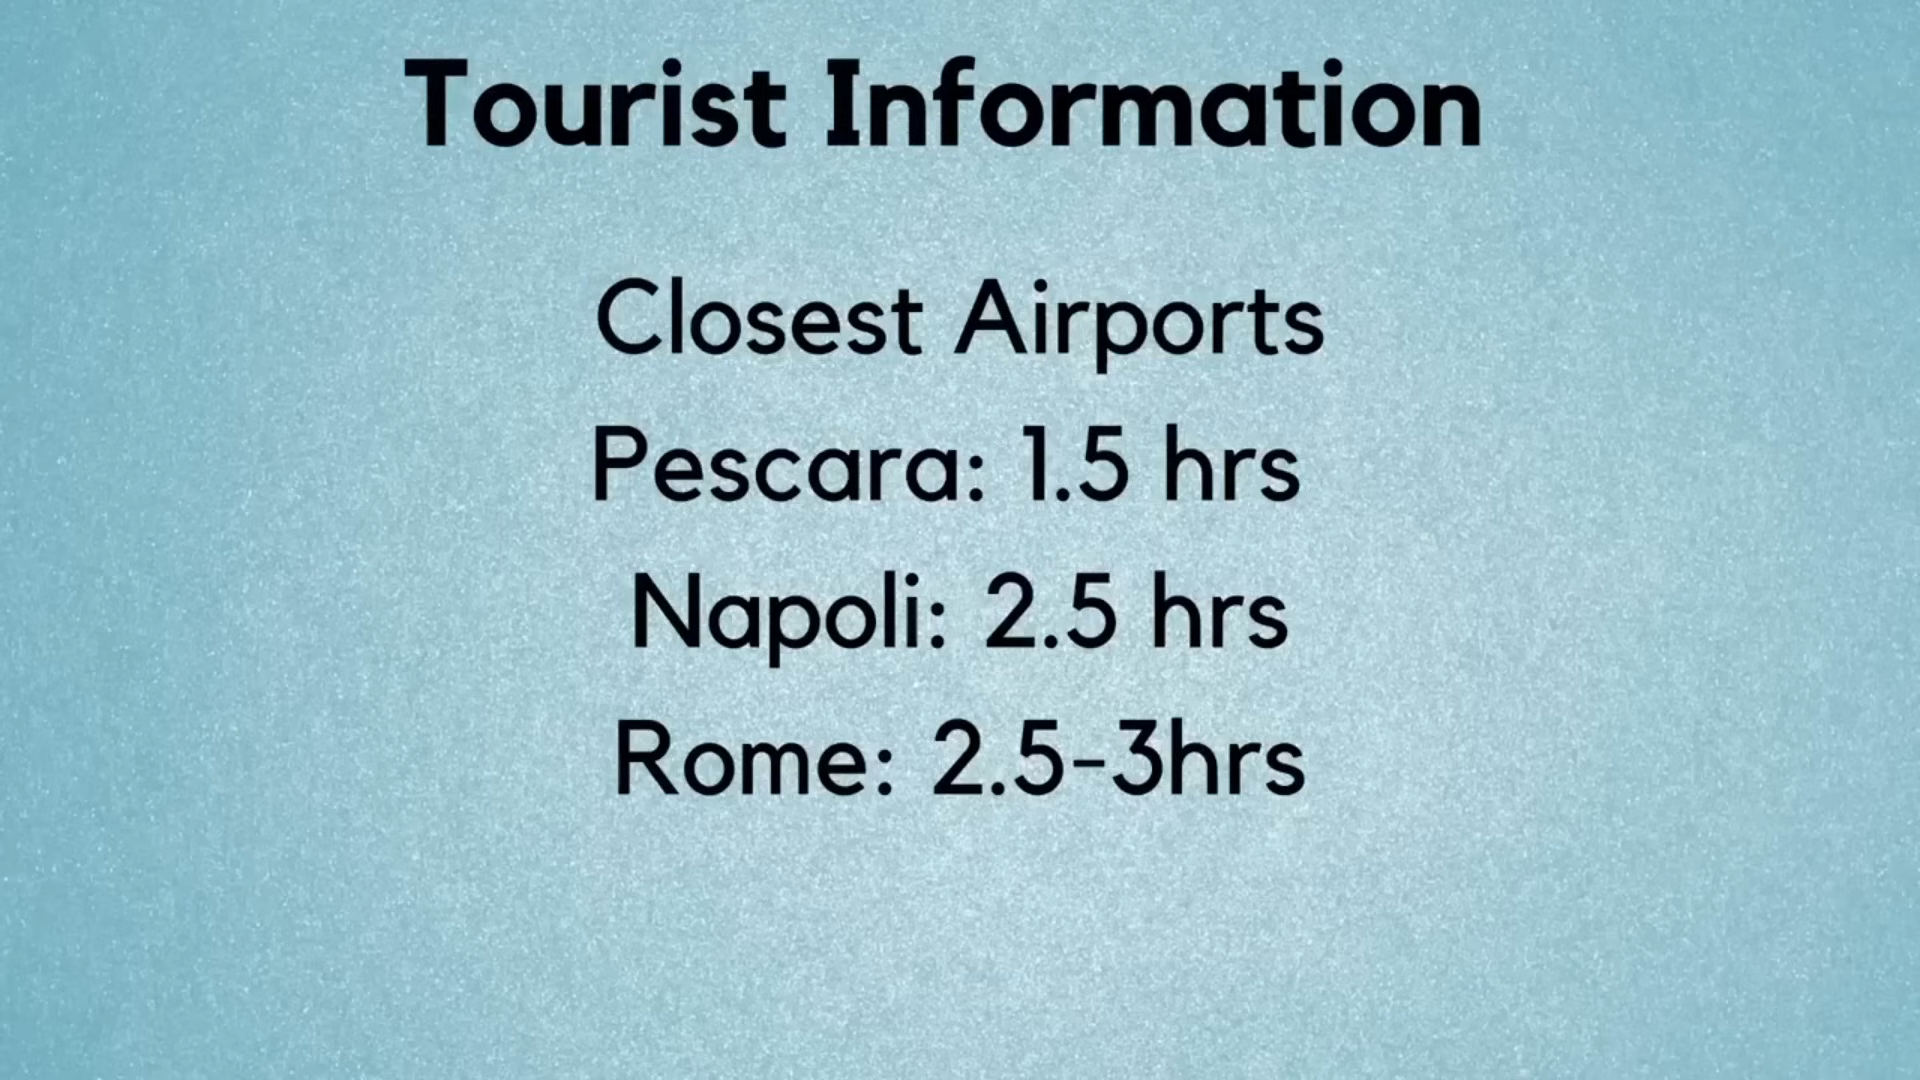 Tourist Information
Closest Airports
Pescara: 1.5 hrs
Napoli: 2.5 hrs
Rome: 2.5-3hrs